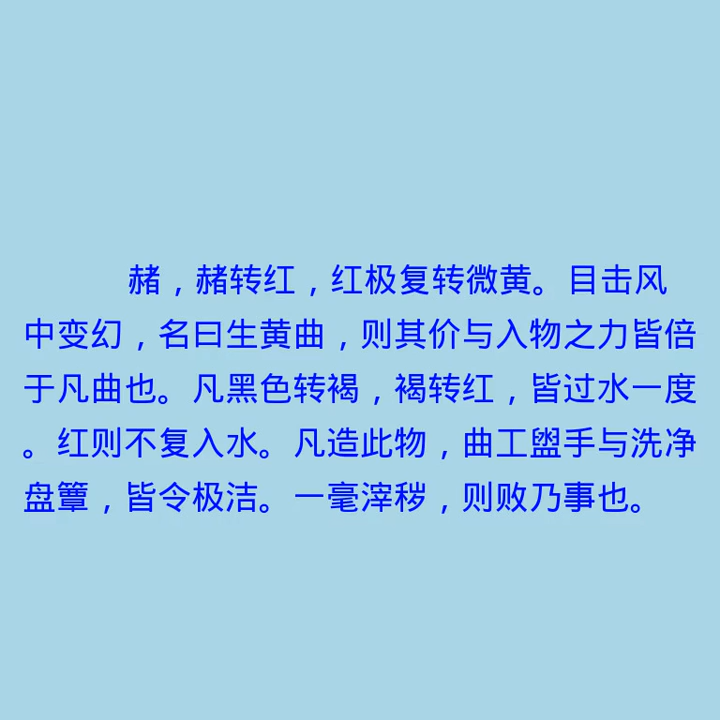 赭，赭转红，红极复转微黄。目击风
中变幻，名曰生黄曲，则其价与入物之力皆倍
于凡曲也。凡黑色转褐，褐转红，皆过水一度
。红则不复入水。凡造此物，曲工盥手与洗净
盘簟，皆令极洁。一毫滓秽，则败乃事也。